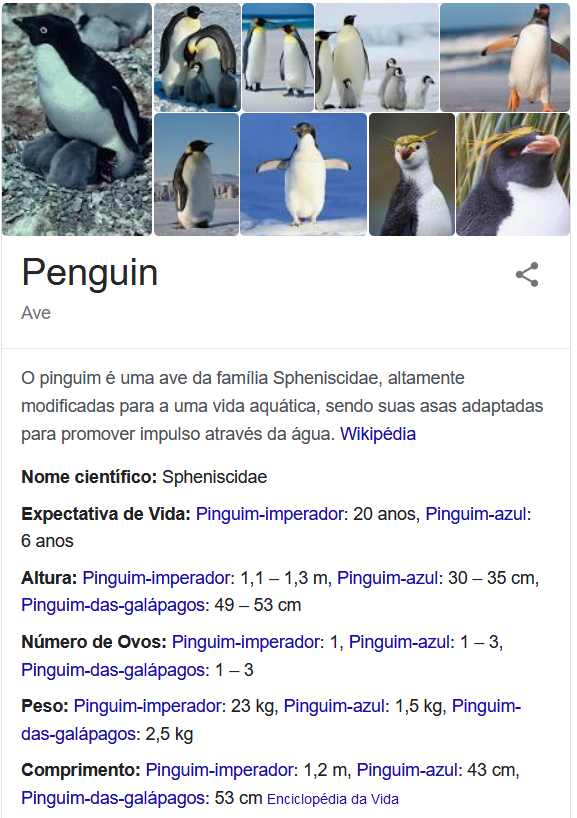 Penguin
Ave
O pinguim é uma ave da família Spheniscidae, altamente
modificadas para a uma vida aquática, sendo suas asas adaptadas
para promover impulso através da água. Wikipédia
Nome científico: Spheniscidae
Expectativa de Vida: Pinguim-imperador: 20 anos, Pinguim-azul:
6 anos
Altura: Pinguim-imperador: 1,1 – 1,3 m, Pinguim-azul: 30 – 35 cm,
Pinguim-das-galápagos: 49 – 53 cm
Número de Ovos: Pinguim-imperador: 1, Pinguim-azul: 1 – 3,
Pinguim-das-galápagos: 1 – 3
Peso: Pinguim-imperador: 23 kg, Pinguim-azul: 1,5 kg, Pinguim-
das-galápagos: 2,5 kg
Comprimento: Pinguim-imperador: 1,2 m, Pinguim-azul: 43 cm,
Pinguim-das-galápagos: 53 cm Enciclopédia da Vida